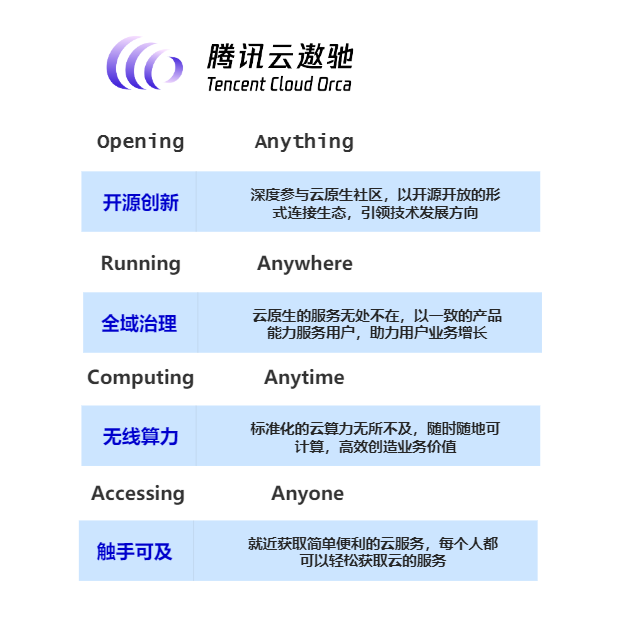 腾讯云遨驰
Tencent Cloud Orca
Opening Anything
开源创新
深度参与云原生社区，以开源开放的形
式连接生态，引领技术发展方向
Running Anywhere
全域治理
云原生的服务无处不在，以一致的产品
能力服务用户，助力用户业务增长
Computing Anytime
无线算力
标准化的云算力无所不及，随时随地可
计算，高效创造业务价值
Accessing Anyone
触手可及
就近获取简单便利的云服务，每个人都
可以轻松获取云的服务